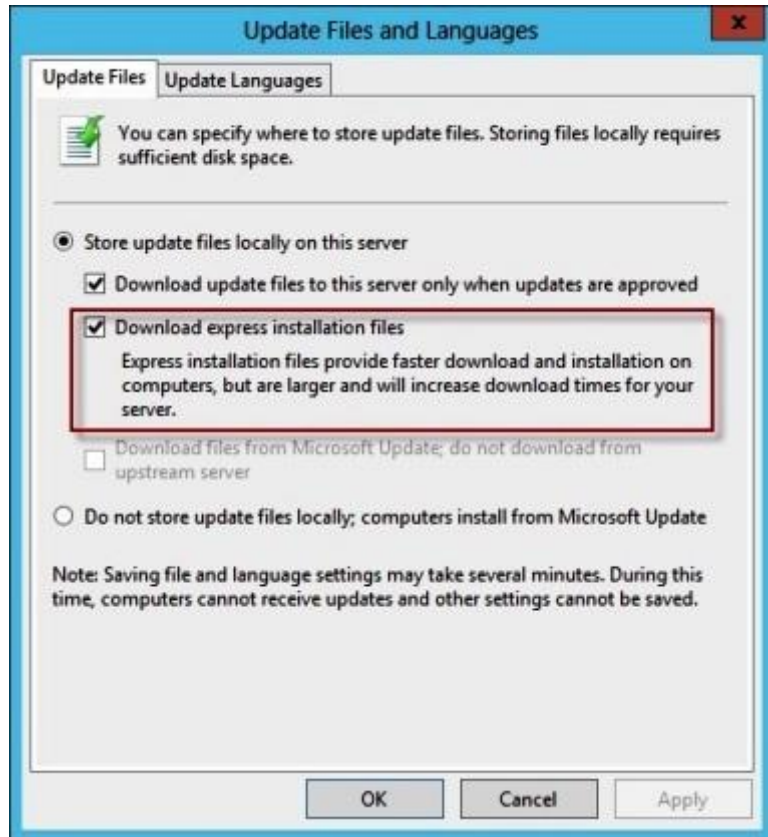 Update Files and Languages
x
Update Files
Update Languages
You can specify where to store update files. Storing files locally requires
sufficient disk space.
Store update files locally on this server
Download update files to this server only when updates are approved
Download express installation files
Express installation files provide faster download and installation on
computers, but are larger and will increase download times for your
server.
Download files from Microsoft Update; do not download from
upstream server
Do not store update files locally; computers install from Microsoft Update
Note: Saving file and language settings may take several minutes. During this
time, computers cannot receive updates and other settings cannot be saved.
OK
Cancel
Apply